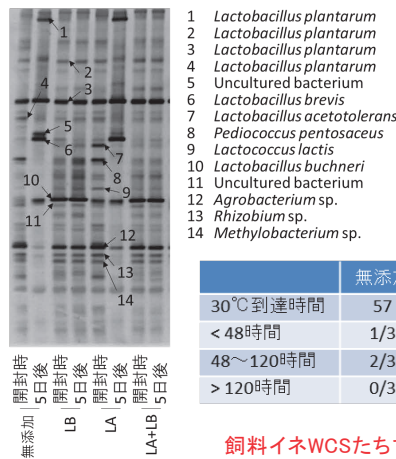 1 Lactobacillus plantarum
2 Lactobacillus plantarum
3 Lactobacillus plantarum
4 Lactobacillus plantarum
5 Uncultured bacterium
6 Lactobacillus brevis
7 Lactobacillus acetotolerans
8 Pediococcus pentosaceus
9 Lactococcus lactis
10 Lactobacillus buchneri
11 Uncultured bacterium
12 Agrobacterium sp.
13 Rhizobium sp.
14 Methylobacterium sp.
1
2
3
4
5
6
7
8
9
10
11
12
13
14
開封時
5日後
開封時
5日後
開封時
5日後
開封時
5日後
無添加
LB
LA
LA+LB
無添
30℃到達時間 57
< 48時間 1/3
48～120時間 2/3
> 120時間 0/3
飼料イネWCSたち